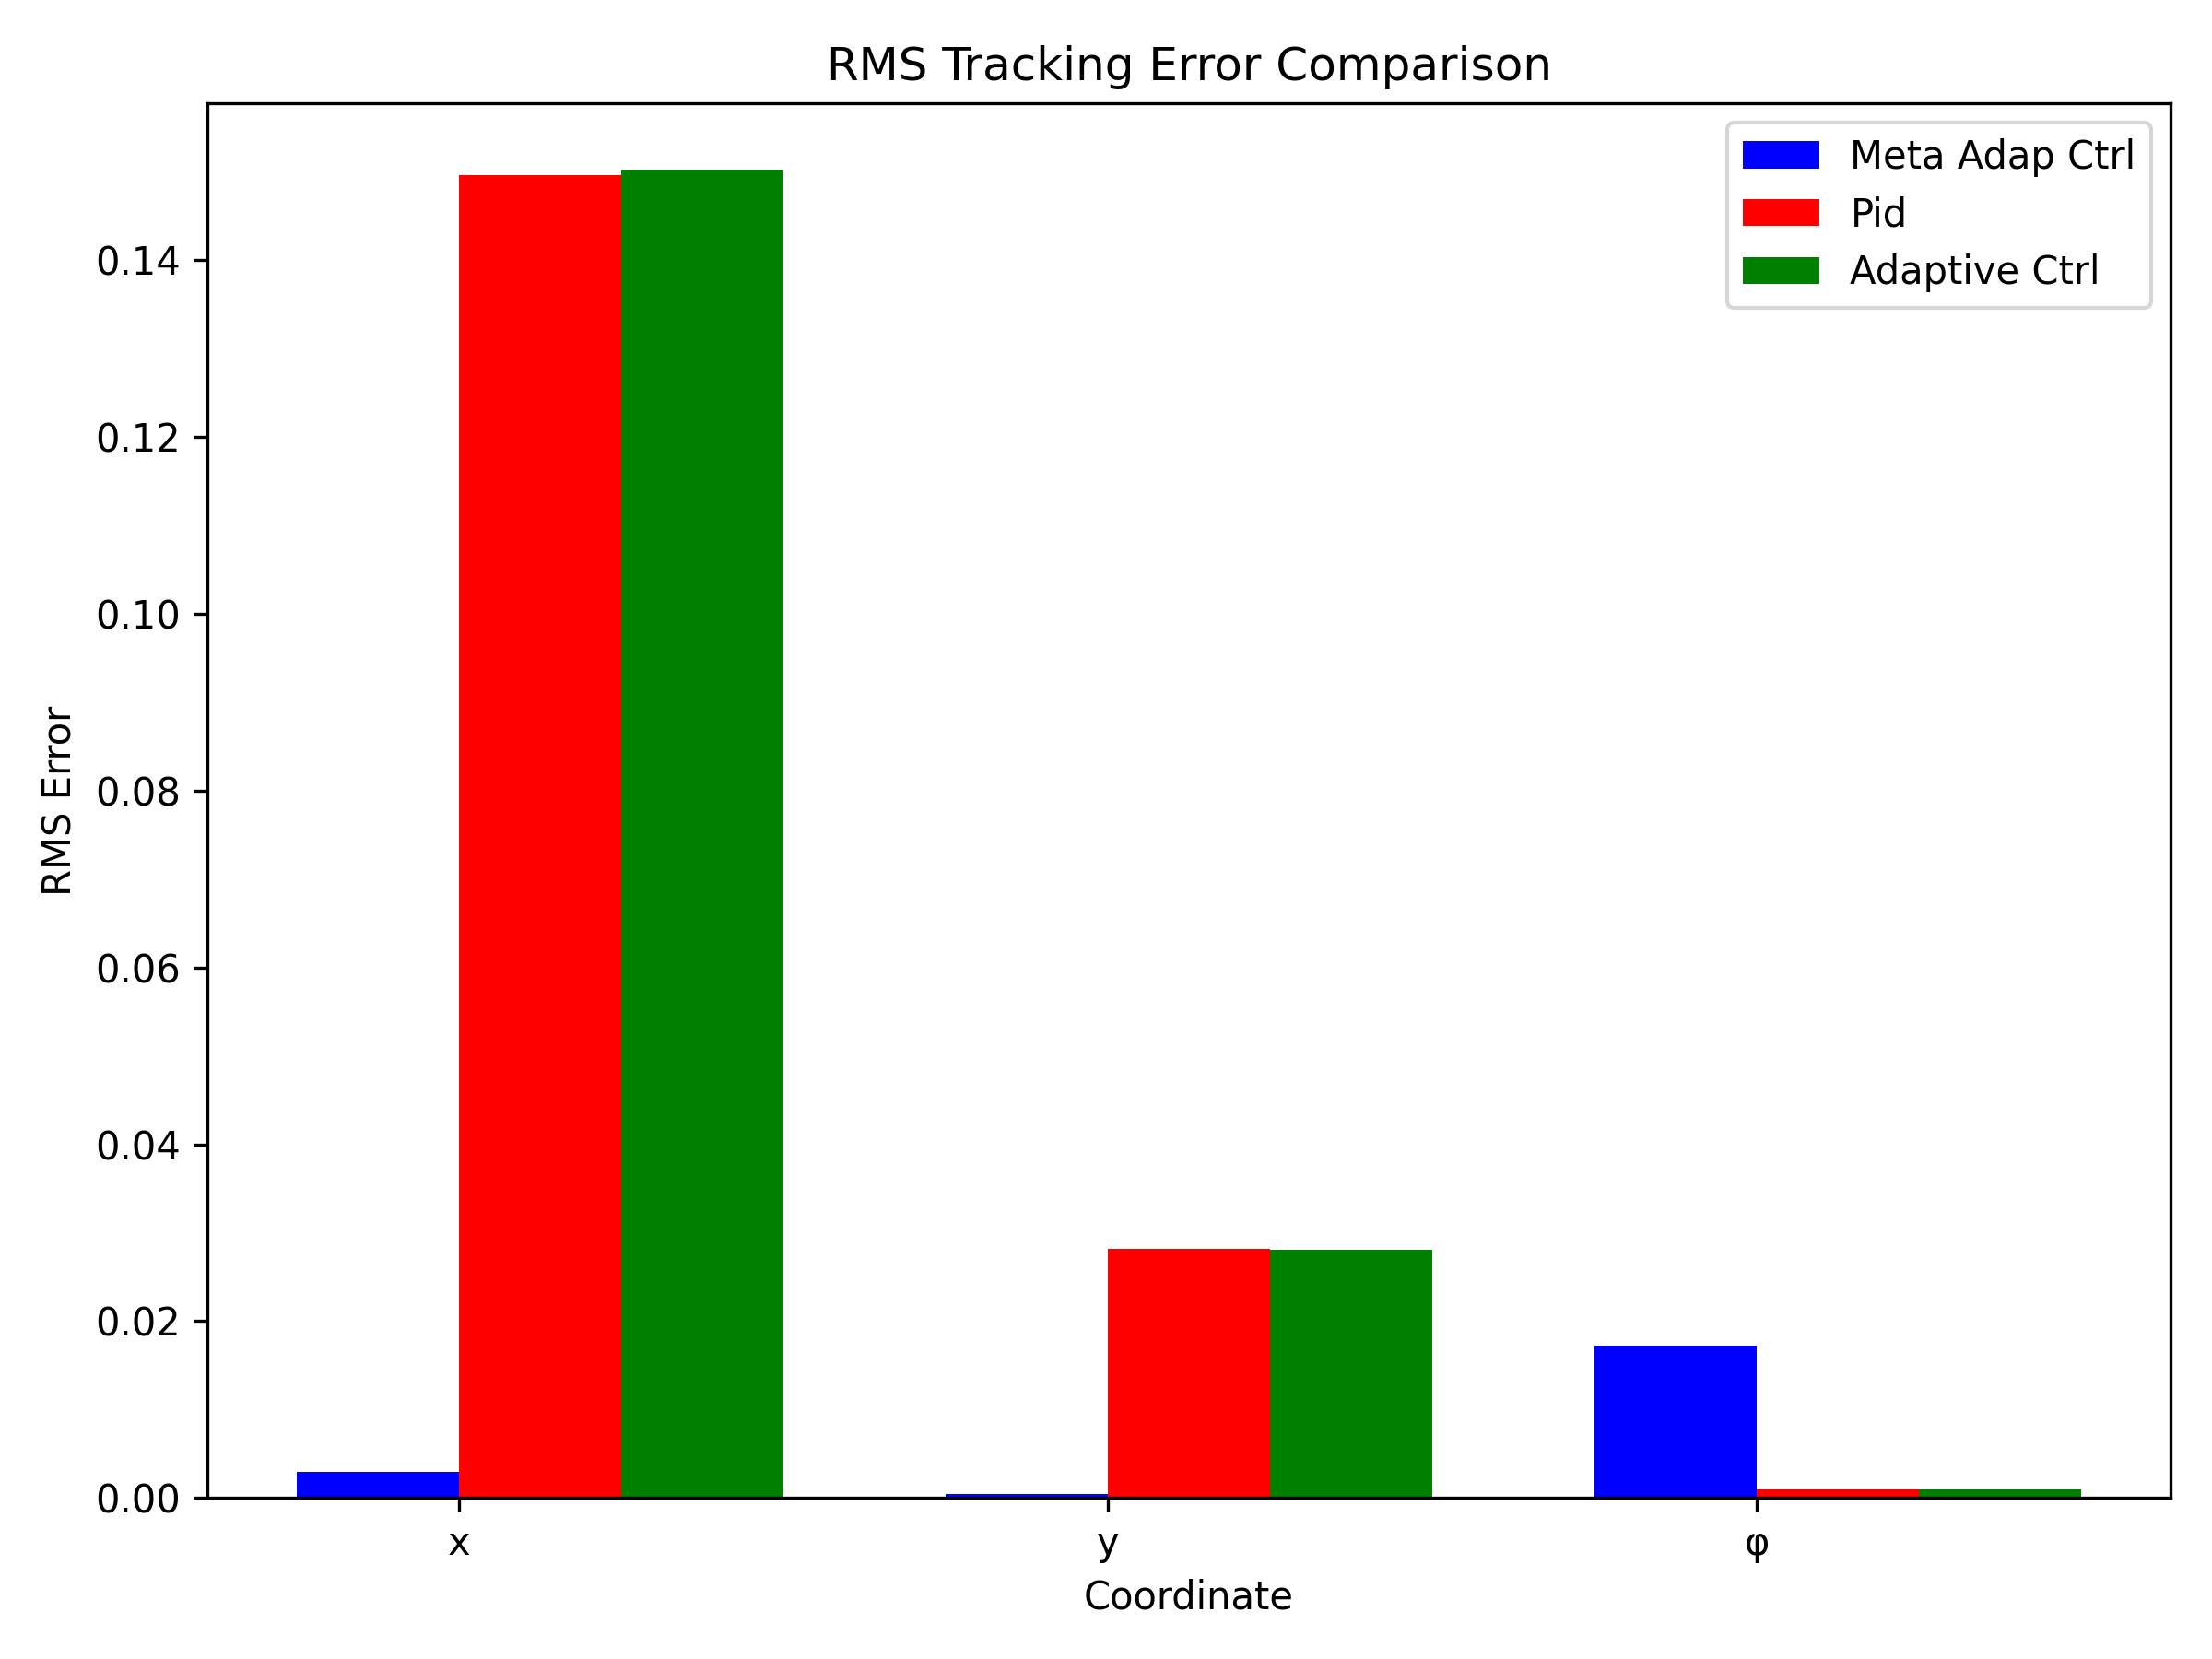 RMS Tracking Error Comparison
Meta Adap Ctrl
Pid
Adaptive Ctrl
RMS Error
0.14
0.12
0.10
0.08
0.06
0.04
0.02
0.00
x
y
φ
Coordinate